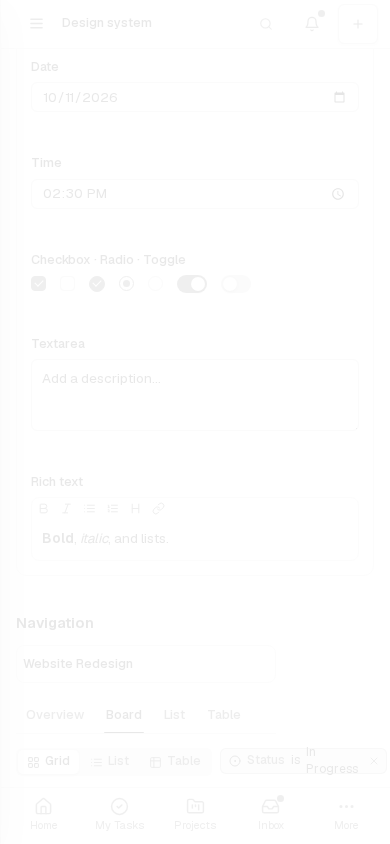 Design system
Date
10/11/2026
Time
02:30 PM
Checkbox · Radio · Toggle
Textarea
Add a description...
Rich text
B I H
Bold, italic, and lists.
Navigation
Website Redesign
Overview Board List Table
Grid List Table Status is In Progress
Home My Tasks Projects Inbox More